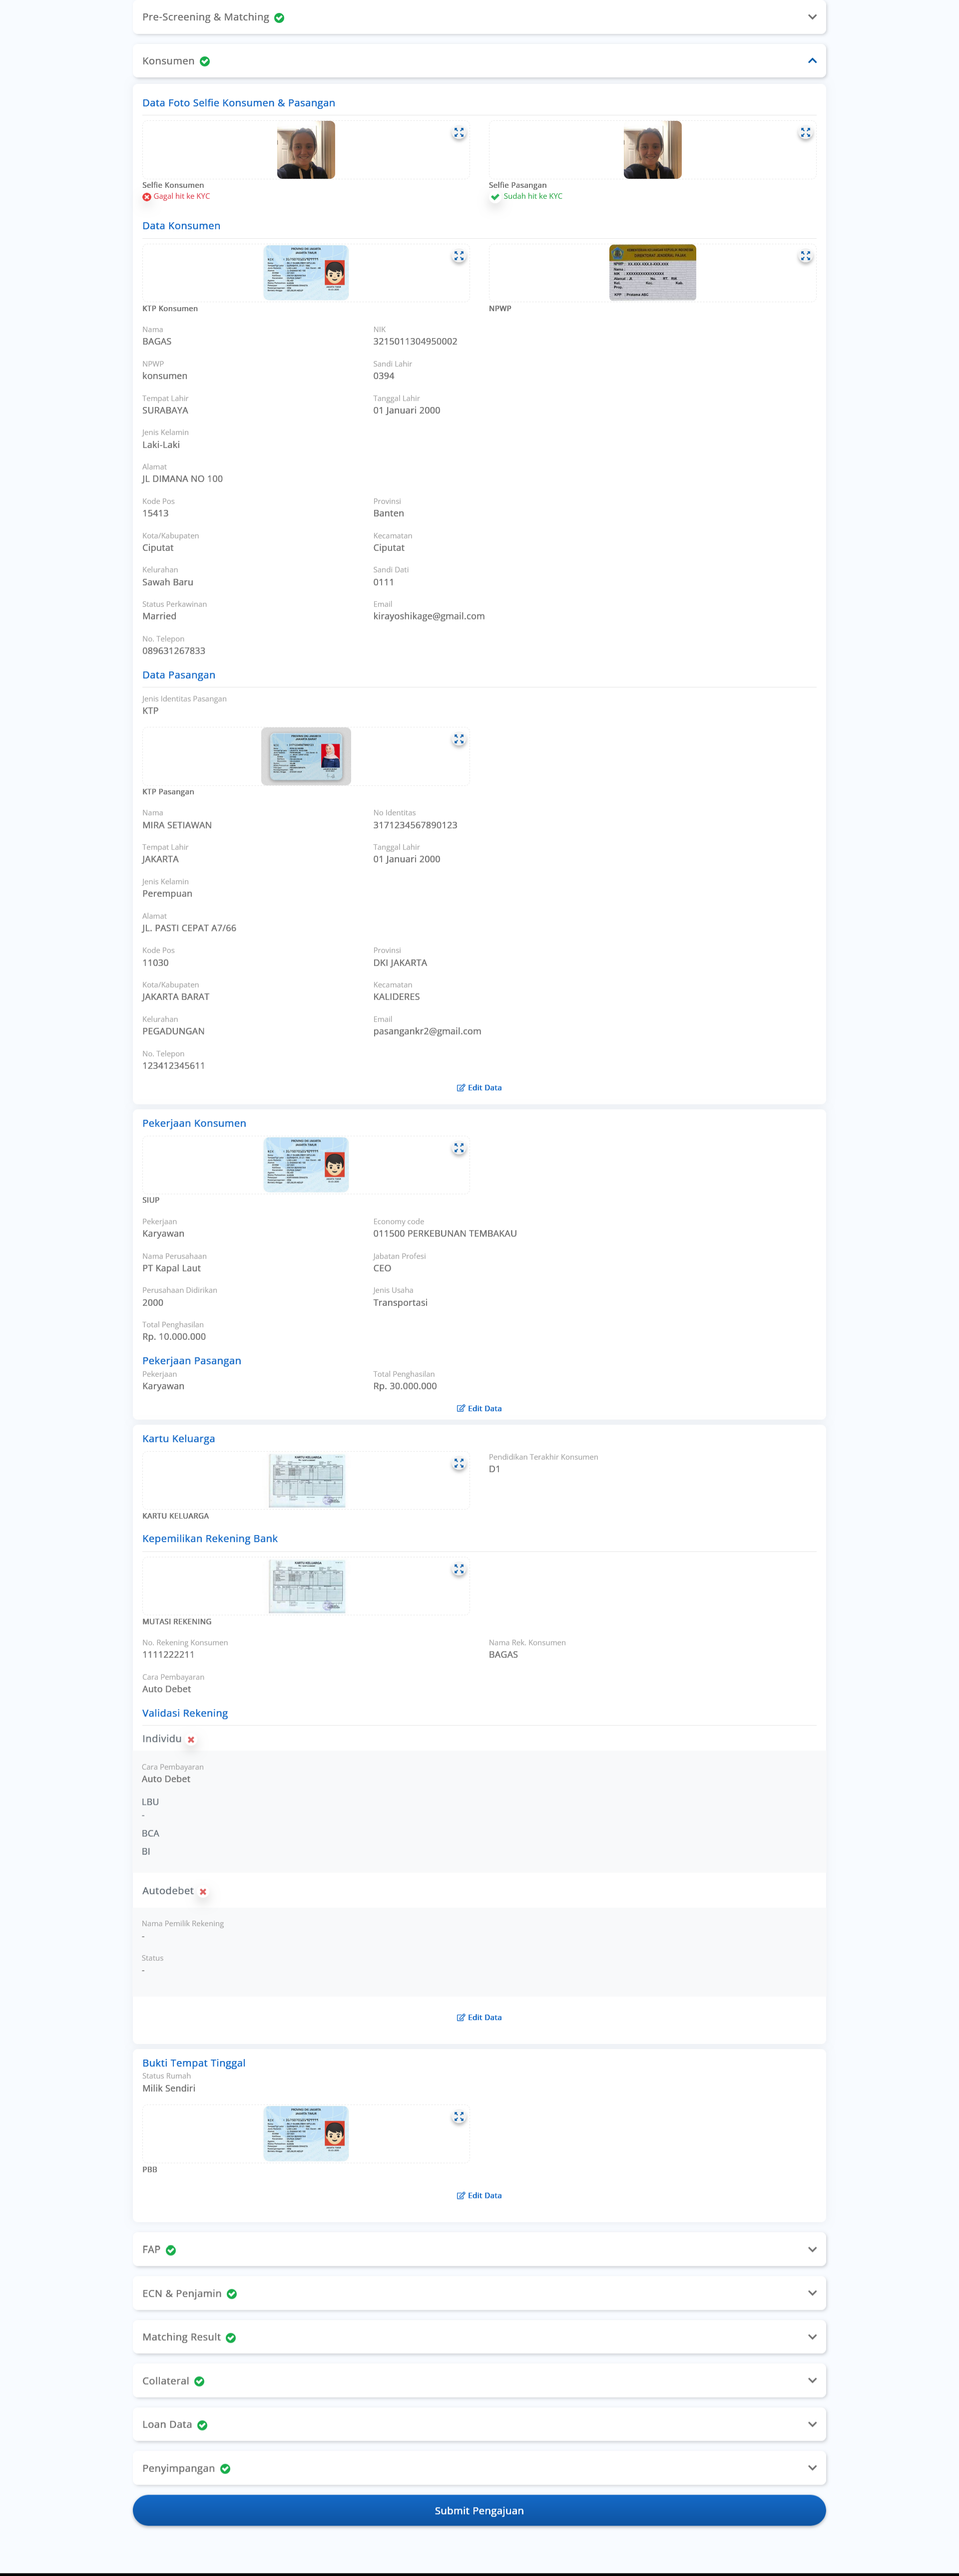 Pre-Screening & Matching
Konsumen
Data Foto Selfie Konsumen & Pasangan
Selfie Konsumen
Gagal hit ke KYC
Selfie Pasangan
Sudah hit ke KYC
Data Konsumen
KTP Konsumen
NPWP
Nama
BAGAS
NIK
3215011304950002
NPWP
konsumen
Sandi Lahir
0394
Tempat Lahir
SURABAYA
Tanggal Lahir
01 Januari 2000
Jenis Kelamin
Laki-Laki
Alamat
JL DIMANA NO 100
Kode Pos
15413
Provinsi
Banten
Kota/Kabupaten
Ciputat
Kecamatan
Ciputat
Kelurahan
Sawah Baru
Sandi Dati
0111
Status Perkawinan
Married
Email
kirayoshikage@gmail.com
No. Telepon
089631267833
Data Pasangan
Jenis Identitas Pasangan
KTP
KTP Pasangan
Nama
MIRA SETIAWAN
No Identitas
3171234567890123
Tempat Lahir
JAKARTA
Tanggal Lahir
01 Januari 2000
Jenis Kelamin
Perempuan
Alamat
JL. PASTI CEPAT A7/66
Kode Pos
11030
Provinsi
DKI JAKARTA
Kota/Kabupaten
JAKARTA BARAT
Kecamatan
KALIDERES
Kelurahan
PEGADUNGAN
Email
pasangankr2@gmail.com
No. Telepon
123412345611
Edit Data
Pekerjaan Konsumen
SIUP
Pekerjaan
Karyawan
Economy code
011500 PERKEBUNAN TEMBAKAU
Nama Perusahaan
PT Kapal Laut
Jabatan Profesi
CEO
Perusahaan Didirikan
2000
Jenis Usaha
Transportasi
Total Penghasilan
Rp. 10.000.000
Pekerjaan Pasangan
Pekerjaan
Karyawan
Total Penghasilan
Rp. 30.000.000
Edit Data
Kartu Keluarga
KARTU KELUARGA
Pendidikan Terakhir Konsumen
D1
Kepemilikan Rekening Bank
MUTASI REKENING
No. Rekening Konsumen
1111222211
Nama Rek. Konsumen
BAGAS
Cara Pembayaran
Auto Debet
Validasi Rekening
Individu
Cara Pembayaran
Auto Debet
LBU
-
BCA
BI
Autodebet
Nama Pemilik Rekening
-
Status
-
Edit Data
Bukti Tempat Tinggal
Status Rumah
Milik Sendiri
PBB
Edit Data
FAP
ECN & Penjamin
Matching Result
Collateral
Loan Data
Penyimpangan
Submit Pengajuan